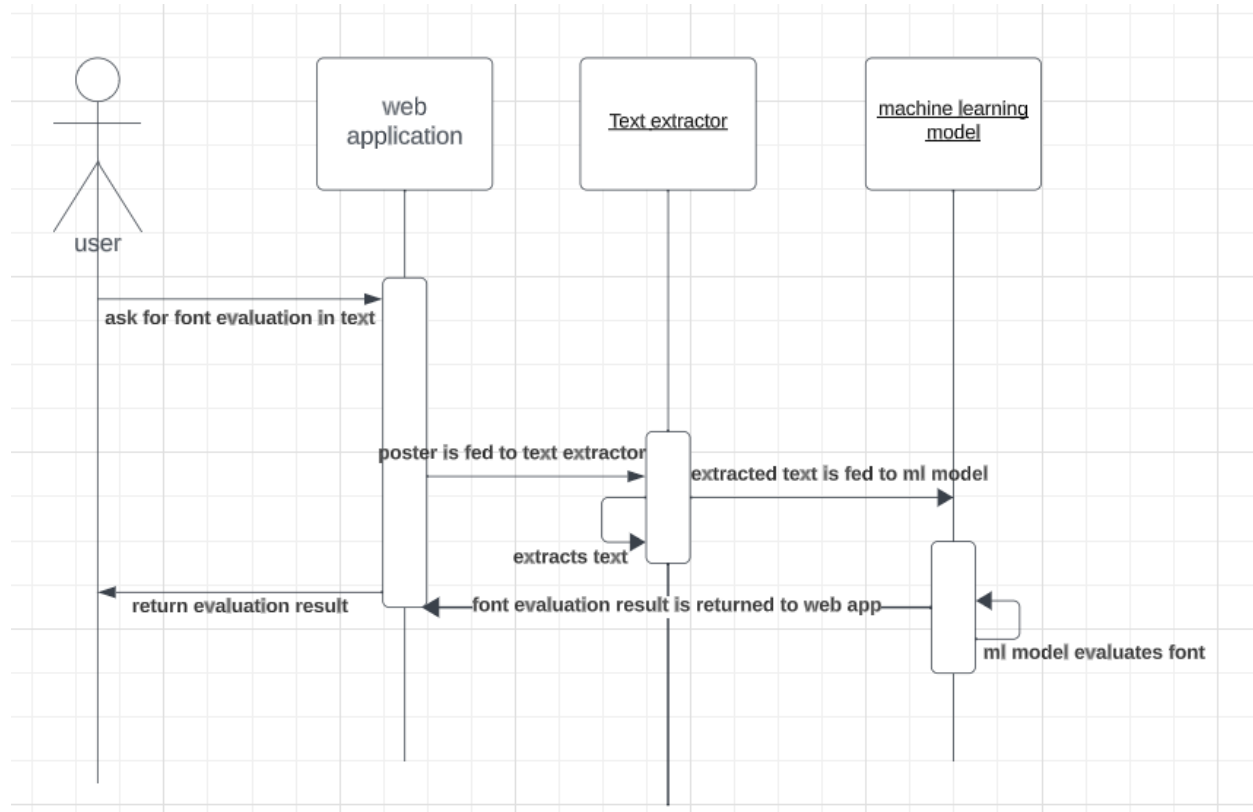 web
application
Text extractor
machine learning
model
user
ask for font evaluation in text
poster is fed to text extractor
extracted text is fed to ml model
extracts text
return evaluation result
font evaluation result is returned to web app
ml model evaluates font